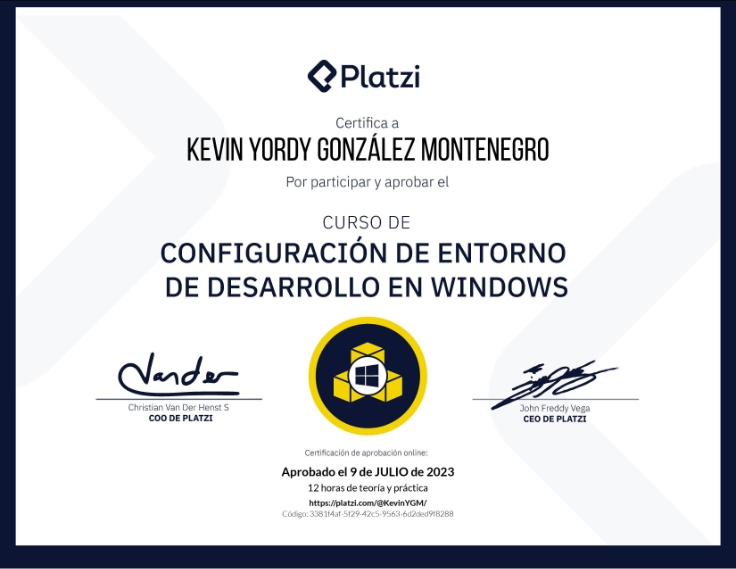 Platzi
Certifica a
KEVIN YORDY GONZÁLEZ MONTENEGRO
Por participar y aprobar el
CURSO DE
CONFIGURACIÓN DE ENTORNO
DE DESARROLLO EN WINDOWS
Vander
Christian Van Der Henst S
COO DE PLATZI
John Freddy Vega
CEO DE PLATZI
Certificación de aprobación online:
Aprobado el 9 de JULIO de 2023
12 horas de teoría y práctica
https://platzi.com/@KevinYGM/
Código: 3381f4af-5f29-42c5-9563-6d2ded9f8288